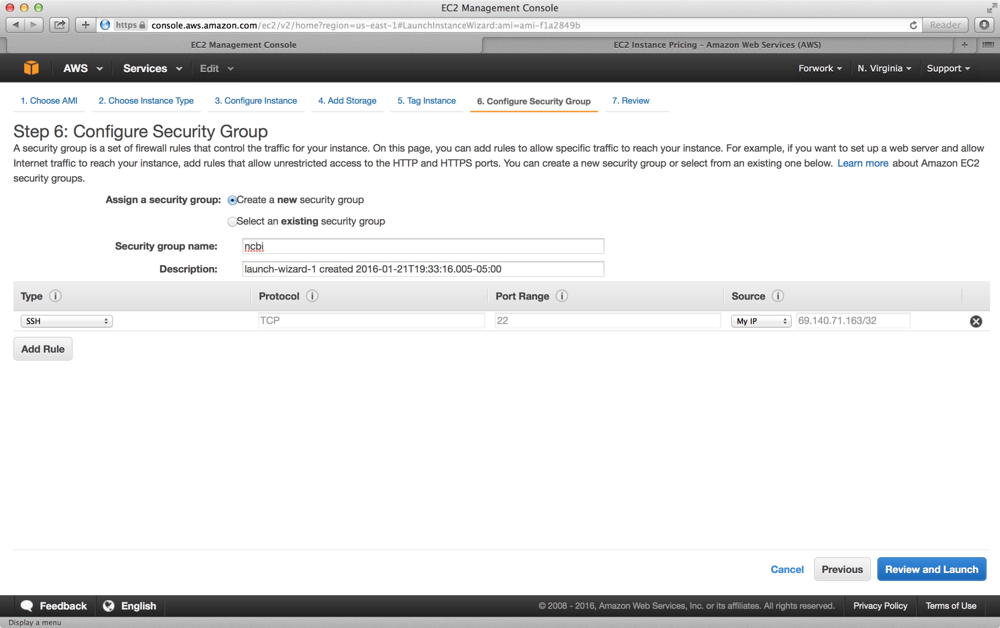 EC2 Management Console
https console.aws.amazon.com/ec2/v2/home?region=us-east-1#LaunchInstanceWizard:ami=ami-f1a2849b Reader
EC2 Management Console EC2 Instance Pricing – Amazon Web Services (AWS)
AWS Services Edit Forwork N. Virginia Support
1. Choose AMI 2. Choose Instance Type 3. Configure Instance 4. Add Storage 5. Tag Instance 6. Configure Security Group 7. Review
Step 6: Configure Security Group
A security group is a set of firewall rules that control the traffic for your instance. On this page, you can add rules to allow specific traffic to reach your instance. For example, if you want to set up a web server and allow
Internet traffic to reach your instance, add rules that allow unrestricted access to the HTTP and HTTPS ports. You can create a new security group or select from an existing one below. Learn more about Amazon EC2
security groups.
Assign a security group: Create a new security group
Select an existing security group
Security group name: ncbi
Description: launch-wizard-1 created 2016-01-21T19:33:16.005-05:00
Type Protocol Port Range Source
SSH TCP 22 My IP 69.140.71.163/32
Add Rule
Cancel Previous Review and Launch
Feedback English © 2008 - 2016, Amazon Web Services, Inc. or its affiliates. All rights reserved. Privacy Policy Terms of Use
Display a menu